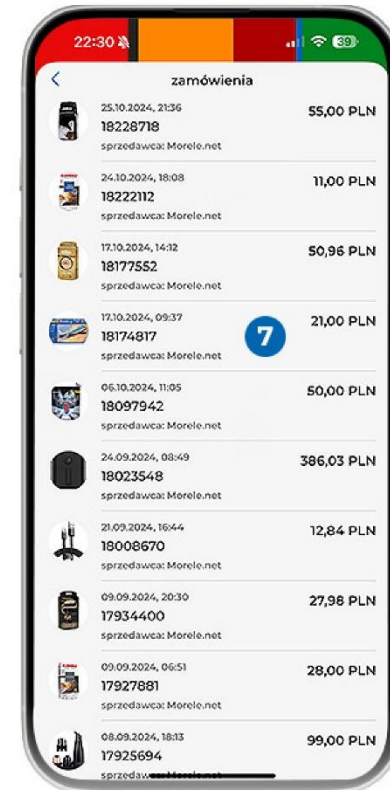 22:30
39
zamówienia
25.10.2024, 21:36
55,00 PLN
18228718
sprzedawca: Morele.net
24.10.2024, 18:08
11,00 PLN
18222112
sprzedawca: Morele.net
17.10.2024, 14:12
50,96 PLN
18177552
sprzedawca: Morele.net
17.10.2024, 09:37
21,00 PLN
18174817
7
sprzedawca: Morele.net
06.10.2024, 11:05
50,00 PLN
18097942
sprzedawca: Morele.net
24.09.2024, 08:49
386,03 PLN
18023548
sprzedawca: Morele.net
21.09.2024, 16:44
12,84 PLN
18008670
sprzedawca: Morele.net
09.09.2024, 20:30
27,98 PLN
17934400
sprzedawca: Morele.net
09.09.2024, 06:51
28,00 PLN
17927881
sprzedawca: Morele.net
08.09.2024, 18:13
99,00 PLN
17925694